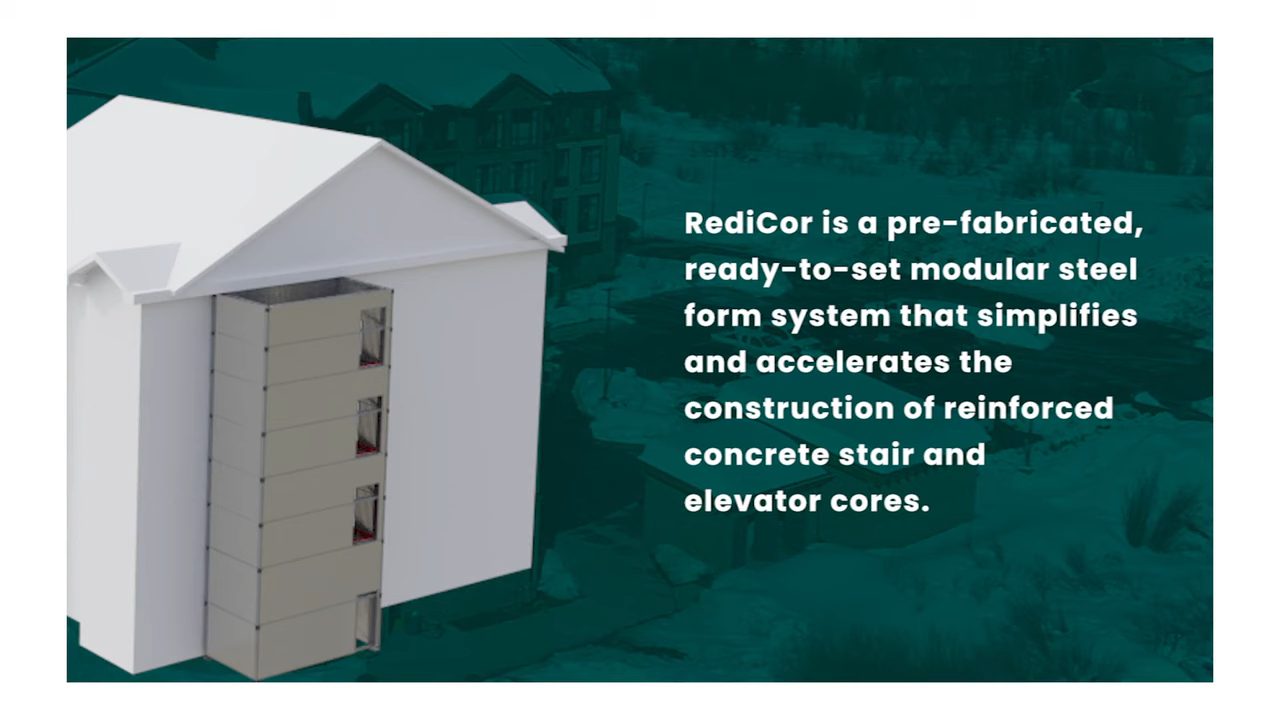 RediCor is a pre-fabricated,
ready-to-set modular steel
form system that simplifies
and accelerates the
construction of reinforced
concrete stair and
elevator cores.